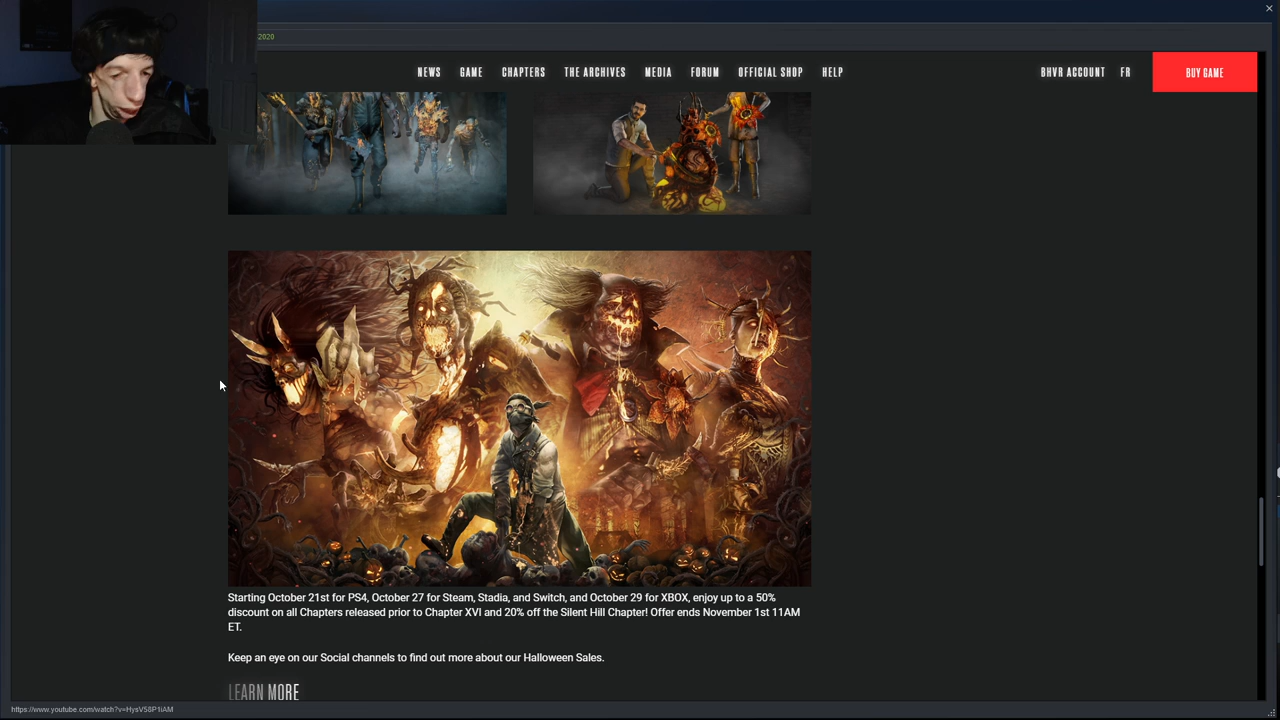 2020
NEWS GAME CHAPTERS THE ARCHIVES MEDIA FORUM OFFICIAL SHOP HELP BHVR ACCOUNT FR BUY GAME
Starting October 21st for PS4, October 27 for Steam, Stadia, and Switch, and October 29 for XBOX, enjoy up to a 50%
discount on all Chapters released prior to Chapter XVI and 20% off the Silent Hill Chapter! Offer ends November 1st 11AM
ET.
Keep an eye on our Social channels to find out more about our Halloween Sales.
LEARN MORE
https://www.youtube.com/watch?v=HysV58P1iAM